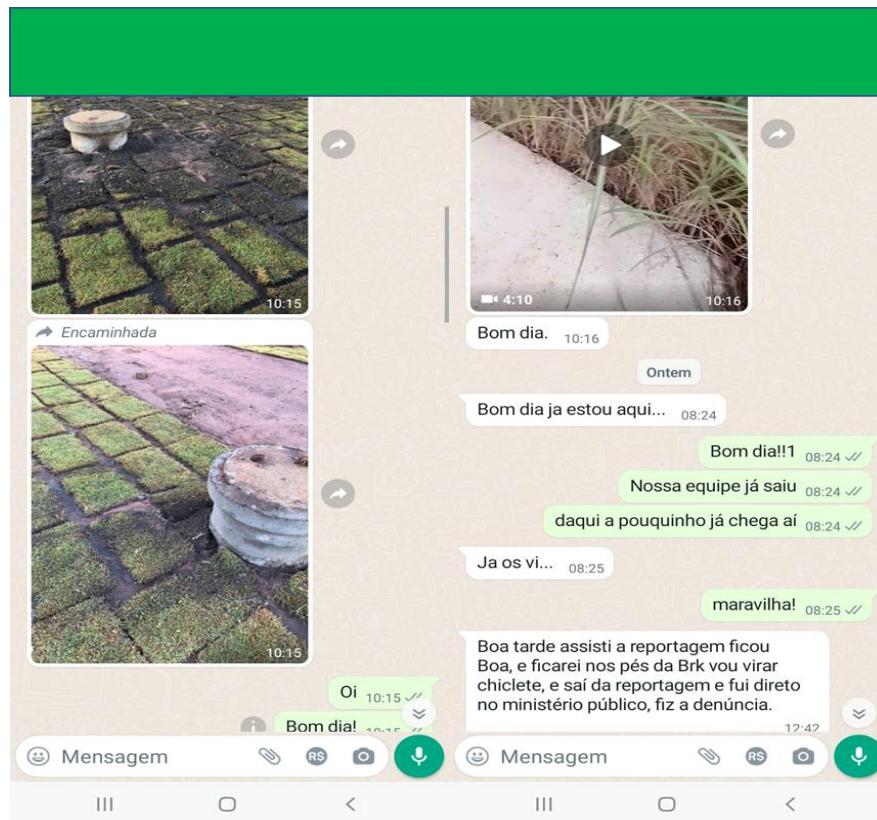 10:15
Encaminhada
10:15
Oi 10:15
Bom dia! 10:15
Mensagem
R$
4:10
10:16
Bom dia. 10:16
Ontem
Bom dia ja estou aqui... 08:24
Bom dia!!1 08:24
Nossa equipe já saiu 08:24
daqui a pouquinho já chega aí 08:24
Ja os vi... 08:25
maravilha! 08:25
Boa tarde assisti a reportagem ficou
Boa, e ficarei nos pés da Brk vou virar
chiclete, e saí da reportagem e fui direto
no ministério público, fiz a denúncia.
12:42
Mensagem
R$